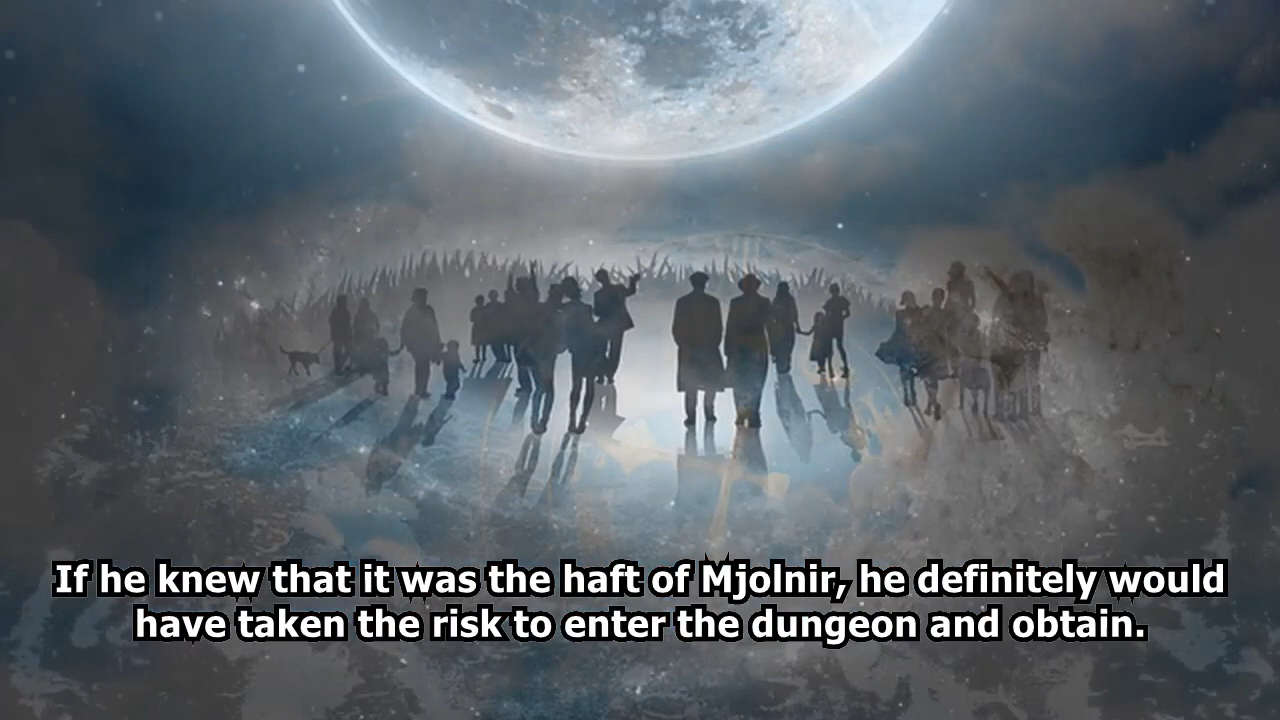 If he knew that it was the haft of Mjolnir, he definitely would
have taken the risk to enter the dungeon and obtain.